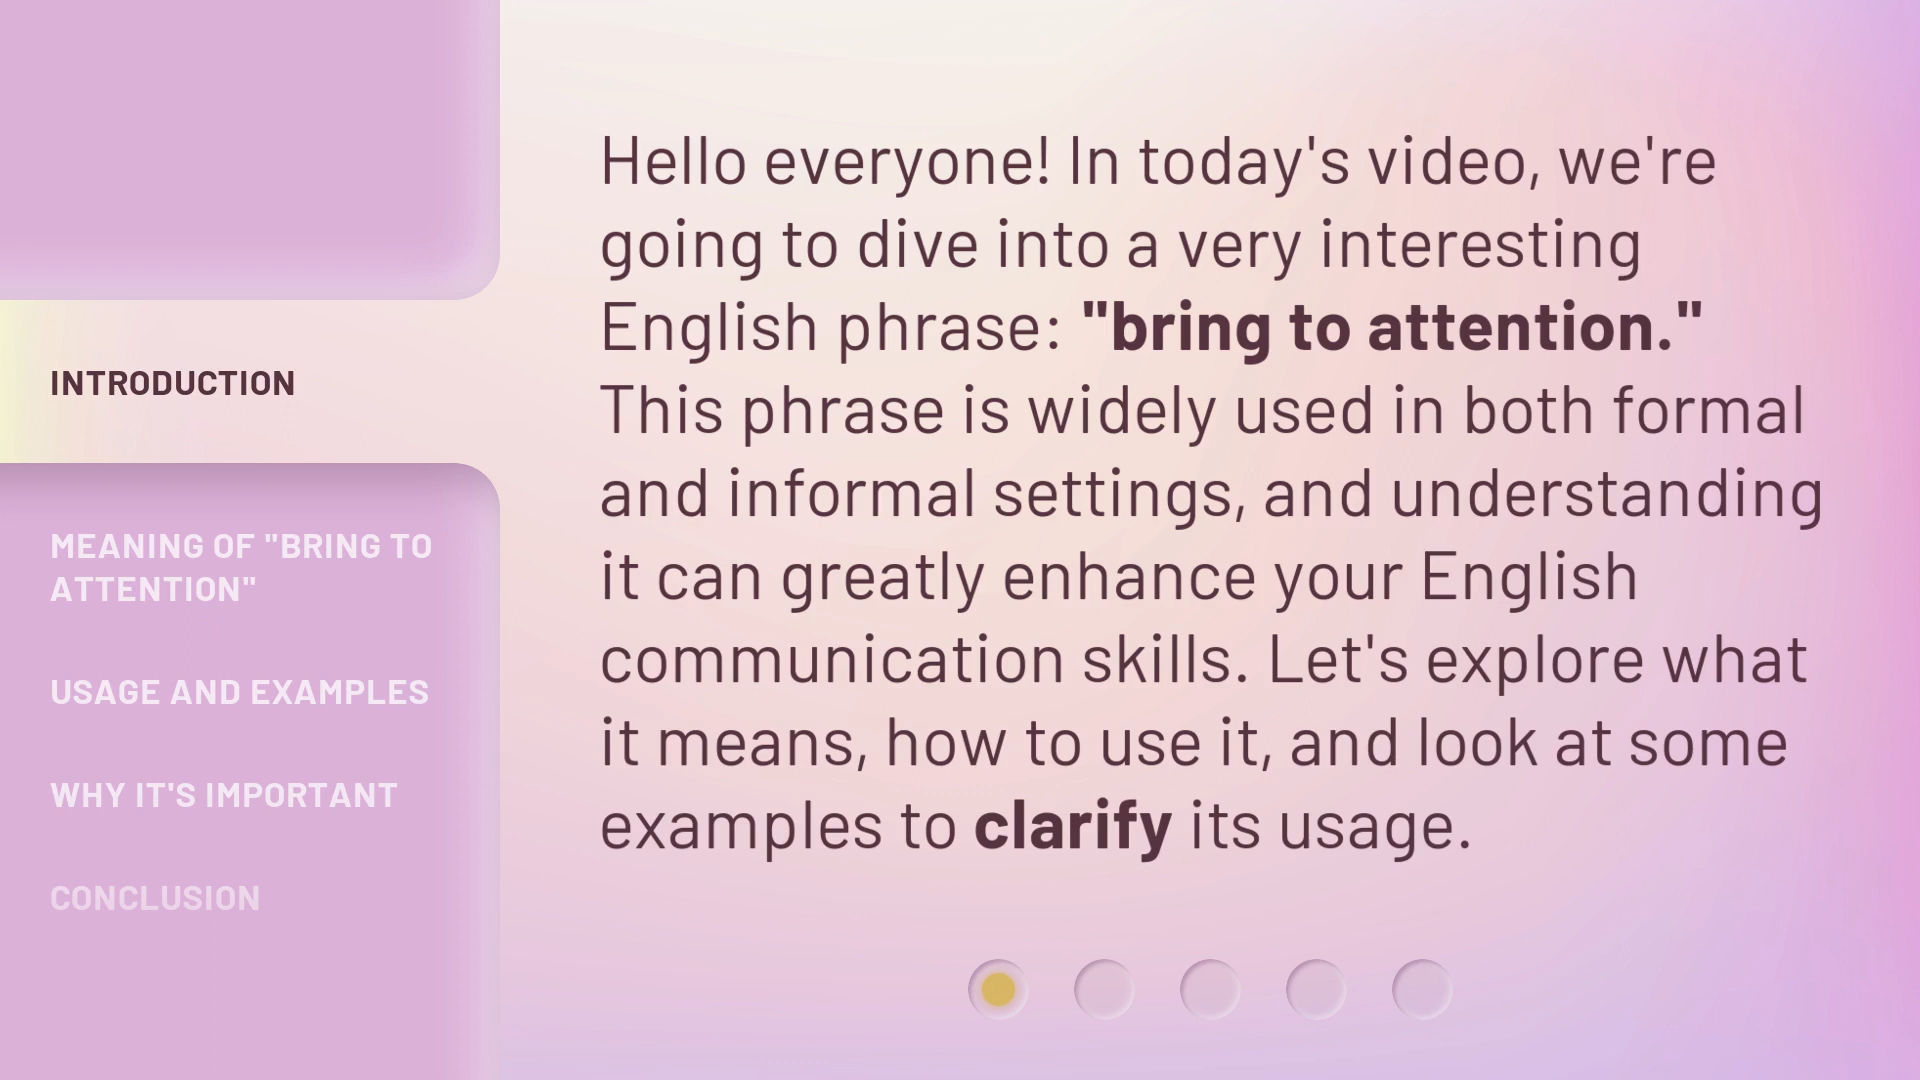 INTRODUCTION
MEANING OF "BRING TO
ATTENTION"
USAGE AND EXAMPLES
WHY IT'S IMPORTANT
CONCLUSION
Hello everyone! In today's video, we're
going to dive into a very interesting
English phrase: "bring to attention."
This phrase is widely used in both formal
and informal settings, and understanding
it can greatly enhance your English
communication skills. Let's explore what
it means, how to use it, and look at some
examples to clarify its usage.